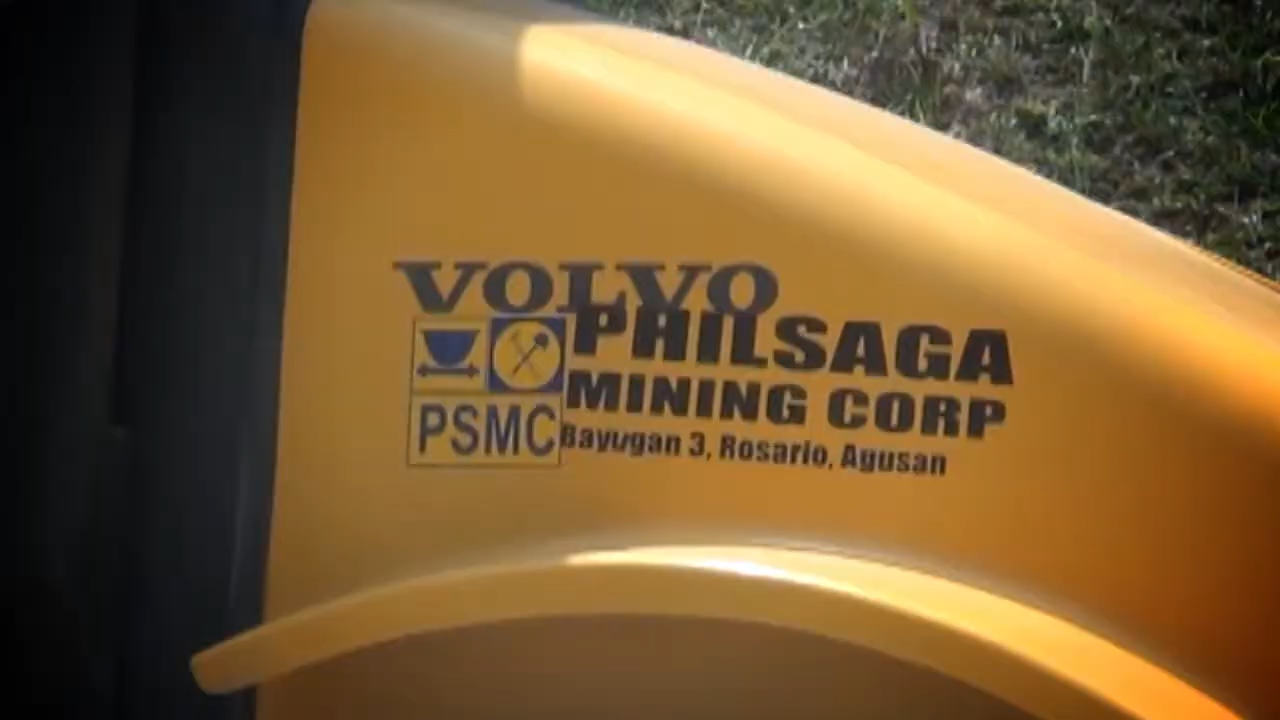 VOLVO
PHILSAGA
MINING CORP
PSMC
Bayugan 3, Rosario, Agusan